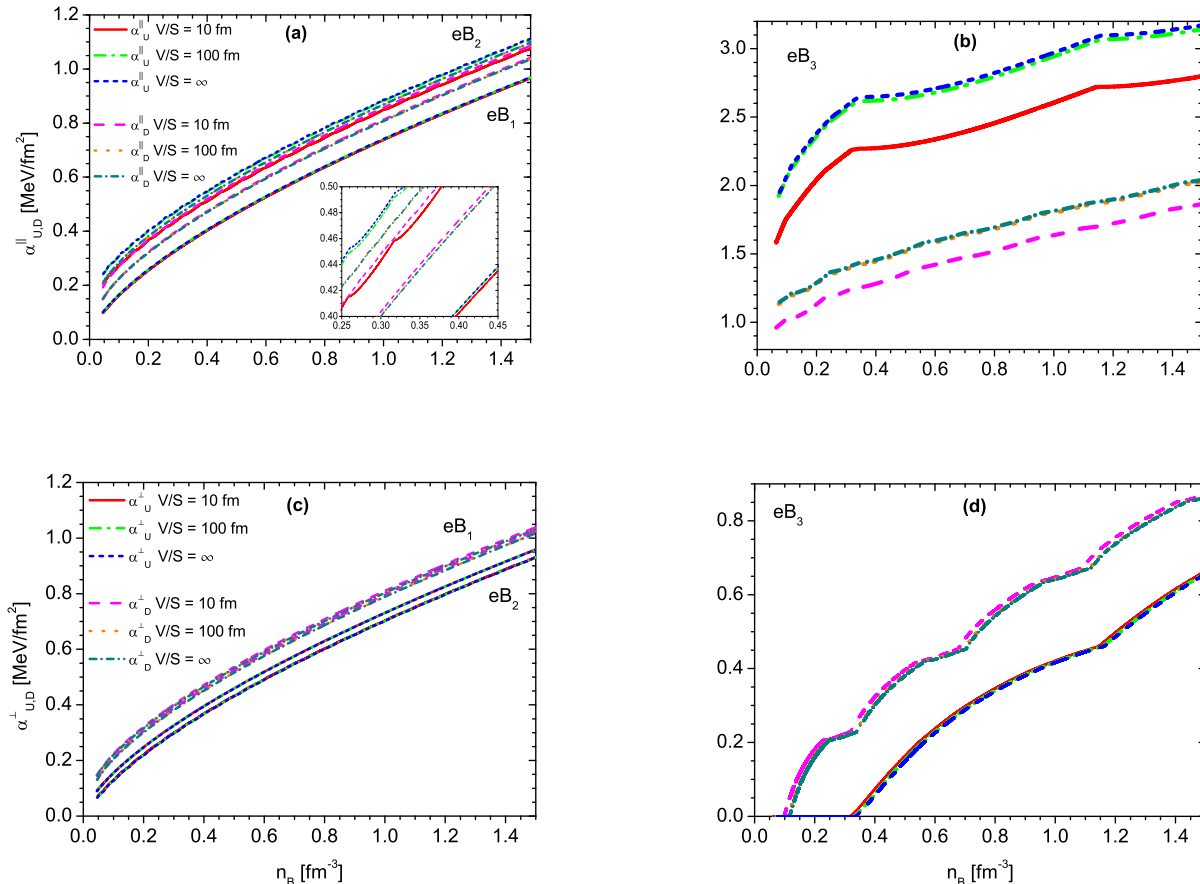 (a)
eB₂
α∥U V/S = 10 fm
α∥U V/S = 100 fm
α∥U V/S = ∞
α∥D V/S = 10 fm
α∥D V/S = 100 fm
α∥D V/S = ∞
eB₁
α∥U,D [MeV/fm²]
1.2
1.0
0.8
0.6
0.4
0.2
0.0
0.0 0.2 0.4 0.6 0.8 1.0 1.2 1.4
0.50
0.48
0.46
0.44
0.42
0.40
0.25 0.30 0.35 0.40 0.45
(b)
eB₃
3.0
2.5
2.0
1.5
1.0
0.0 0.2 0.4 0.6 0.8 1.0 1.2 1.4
(c)
α⊥U V/S = 10 fm
α⊥U V/S = 100 fm
α⊥U V/S = ∞
α⊥D V/S = 10 fm
α⊥D V/S = 100 fm
α⊥D V/S = ∞
eB₁
eB₂
α⊥U,D [MeV/fm²]
1.2
1.0
0.8
0.6
0.4
0.2
0.0
0.0 0.2 0.4 0.6 0.8 1.0 1.2 1.4
n_B [fm⁻³]
(d)
eB₃
0.8
0.6
0.4
0.2
0.0
0.0 0.2 0.4 0.6 0.8 1.0 1.2 1.4
n_B [fm⁻³]